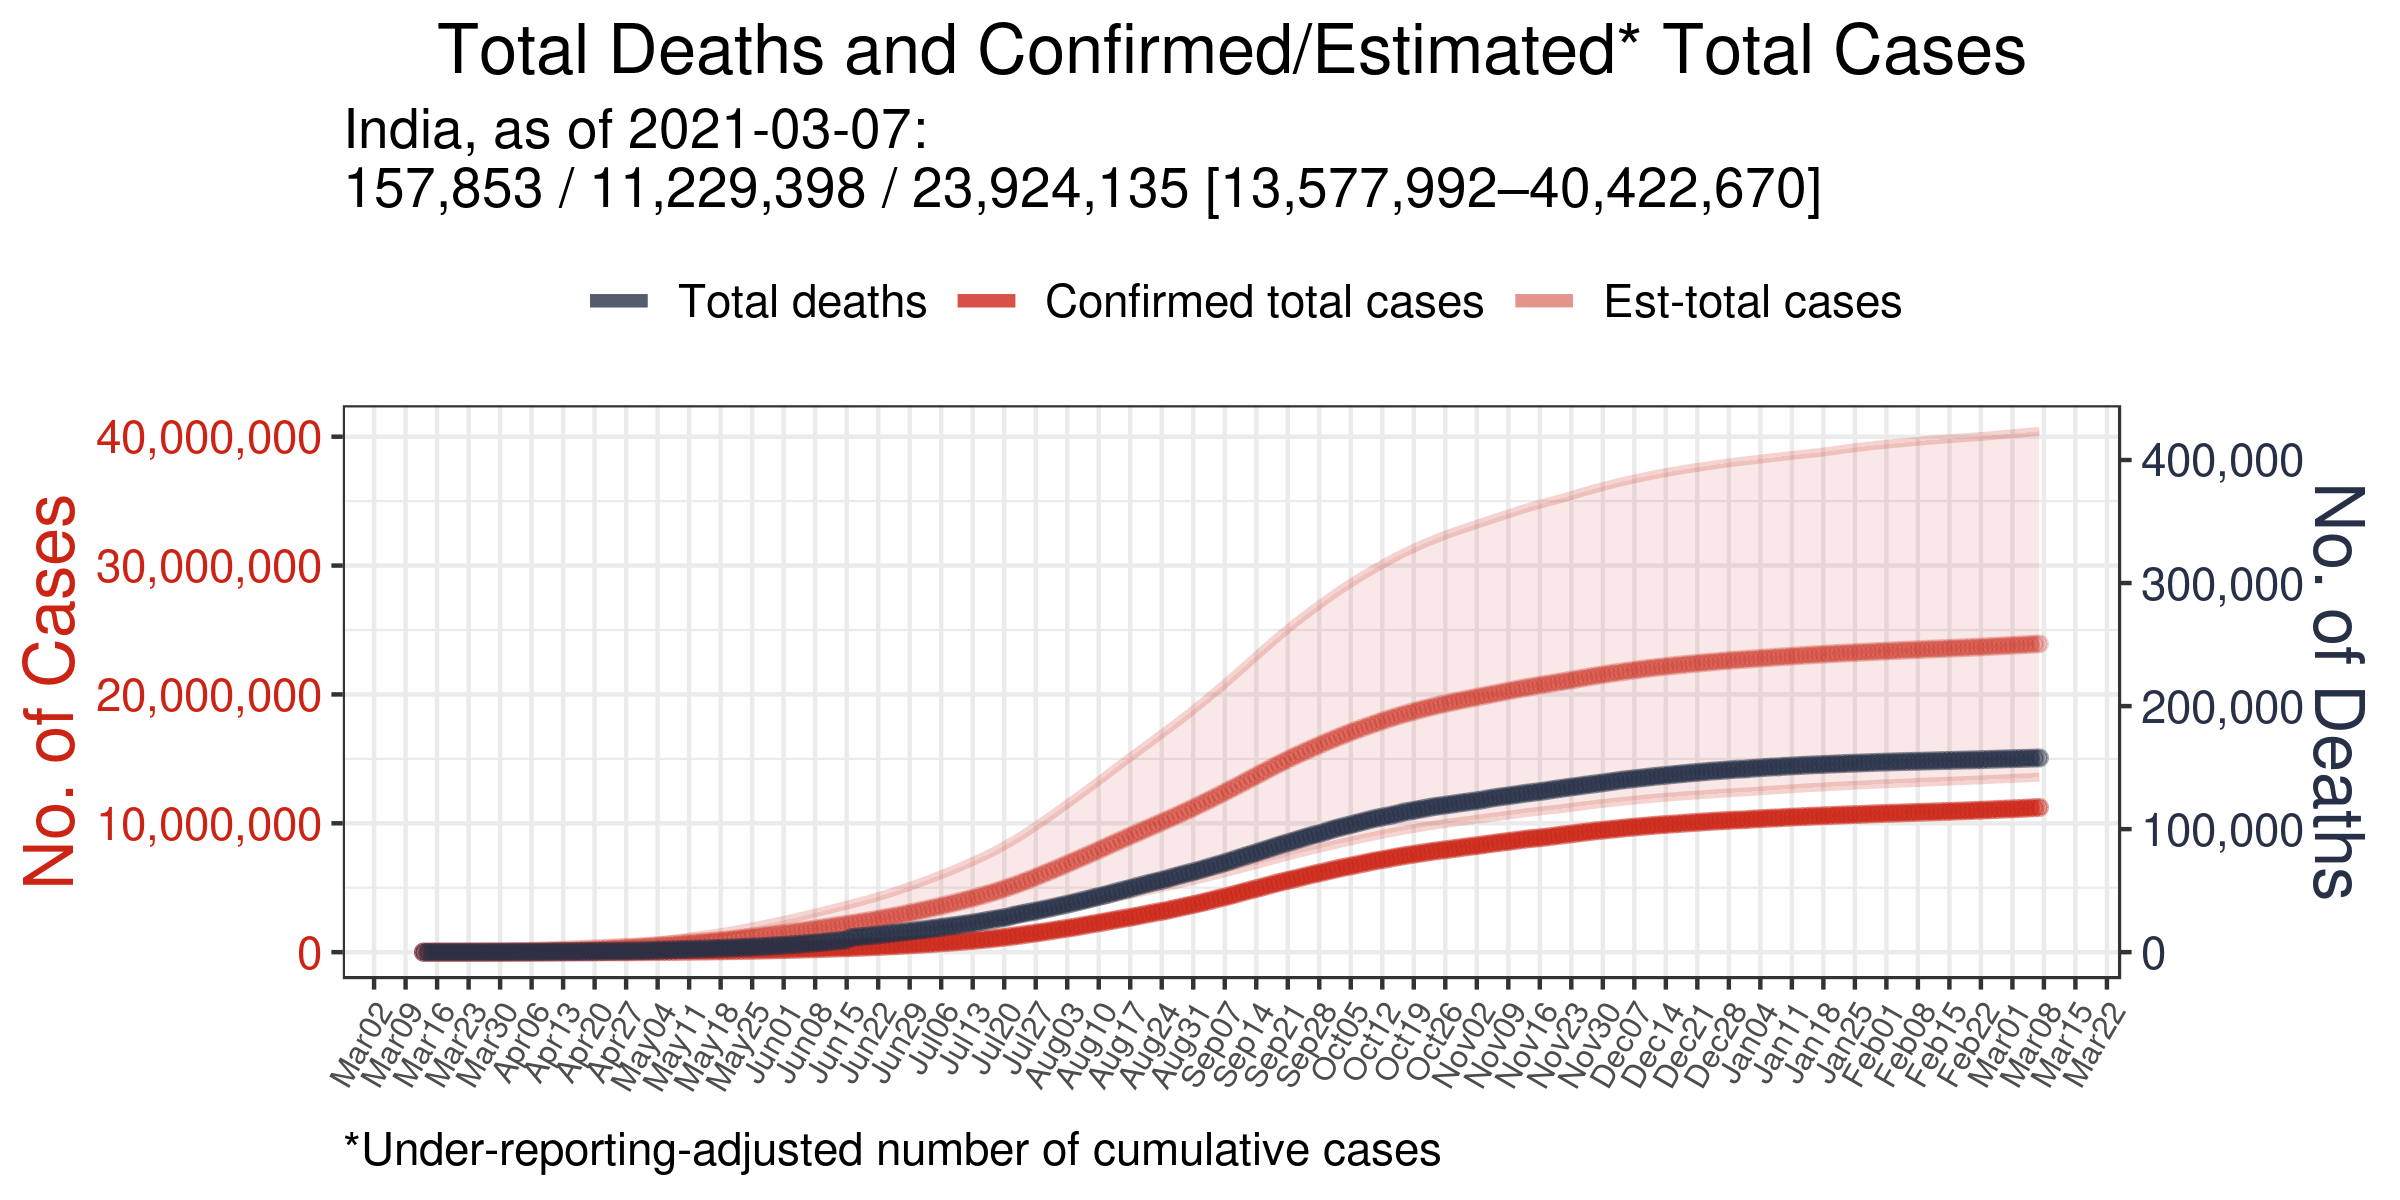 Total Deaths and Confirmed/Estimated* Total Cases
India, as of 2021-03-07:
157,853 / 11,229,398 / 23,924,135 [13,577,992–40,422,670]
Total deaths
Confirmed total cases
Est-total cases
No. of Cases
40,000,000
30,000,000
20,000,000
10,000,000
0
400,000
300,000
200,000
100,000
0
No. of Deaths
Mar02
Mar09
Mar16
Mar23
Mar30
Apr06
Apr13
Apr20
Apr27
May04
May11
May18
May25
Jun01
Jun08
Jun15
Jun22
Jun29
Jul06
Jul13
Jul20
Jul27
Aug03
Aug10
Aug17
Aug24
Aug31
Sep07
Sep14
Sep21
Sep28
Oct05
Oct12
Oct19
Oct26
Nov02
Nov09
Nov16
Nov23
Nov30
Dec07
Dec14
Dec21
Dec28
Jan04
Jan11
Jan18
Jan25
Feb01
Feb08
Feb15
Feb22
Mar01
Mar08
Mar15
Mar22
*Under-reporting-adjusted number of cumulative cases